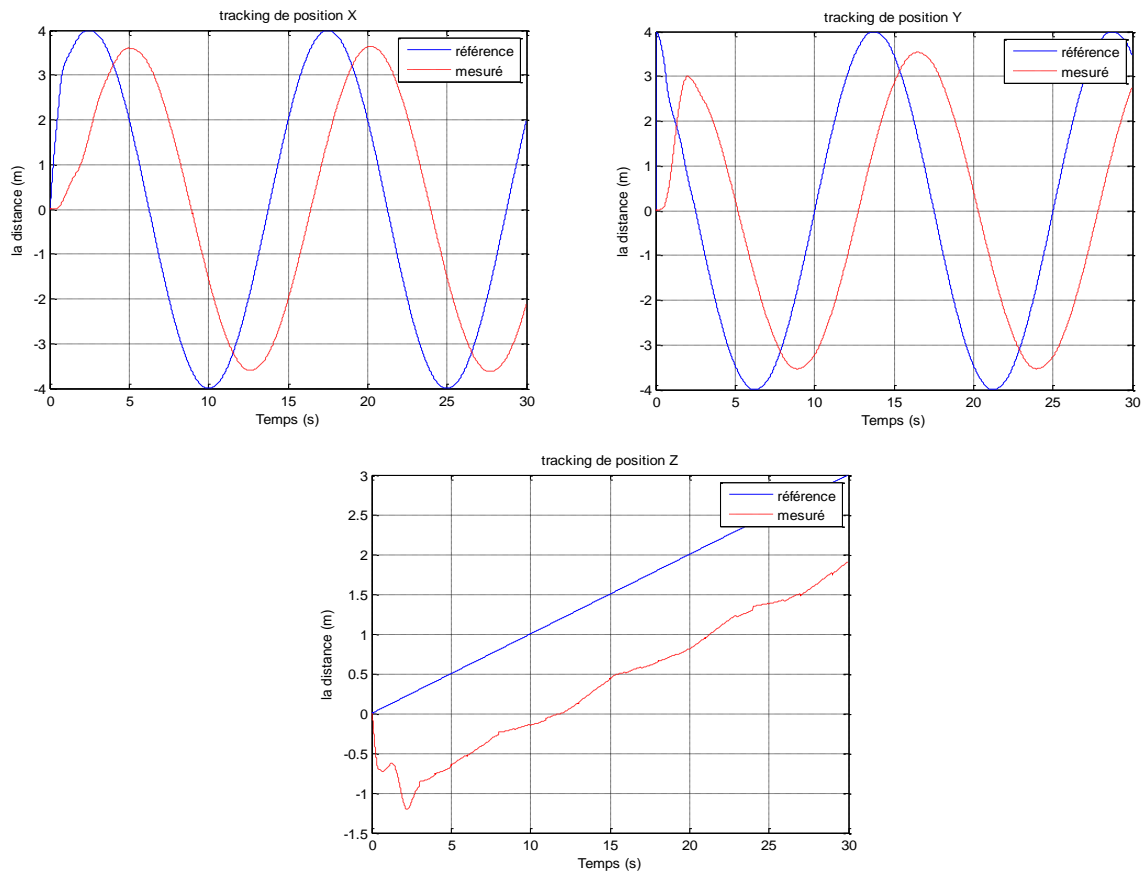 tracking de position X
référence
mesuré
la distance (m)
4
3
2
1
0
-1
-2
-3
-4
0 5 10 15 20 25 30
Temps (s)
tracking de position Y
référence
mesuré
la distance (m)
4
3
2
1
0
-1
-2
-3
-4
0 5 10 15 20 25 30
Temps (s)
tracking de position Z
référence
mesuré
la distance (m)
3
2.5
2
1.5
1
0.5
0
-0.5
-1
-1.5
0 5 10 15 20 25 30
Temps (s)